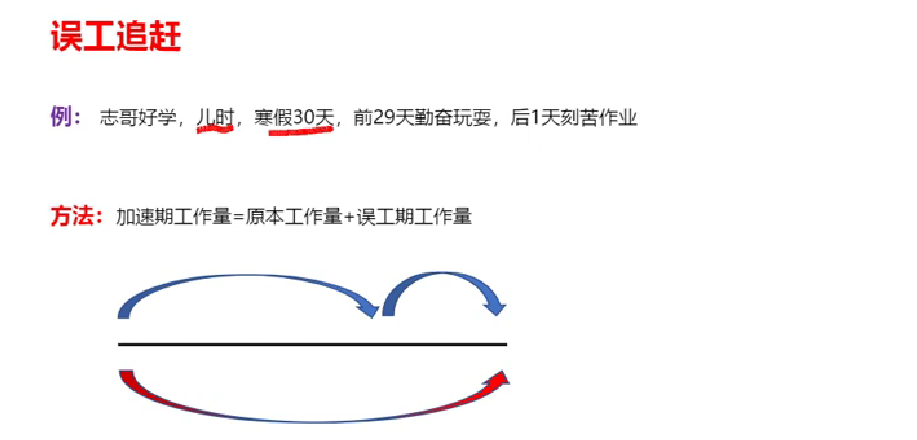 误工追赶
例： 志哥好学，儿时，寒假30天，前29天勤奋玩耍，后1天刻苦作业
方法：加速期工作量=原本工作量+误工期工作量